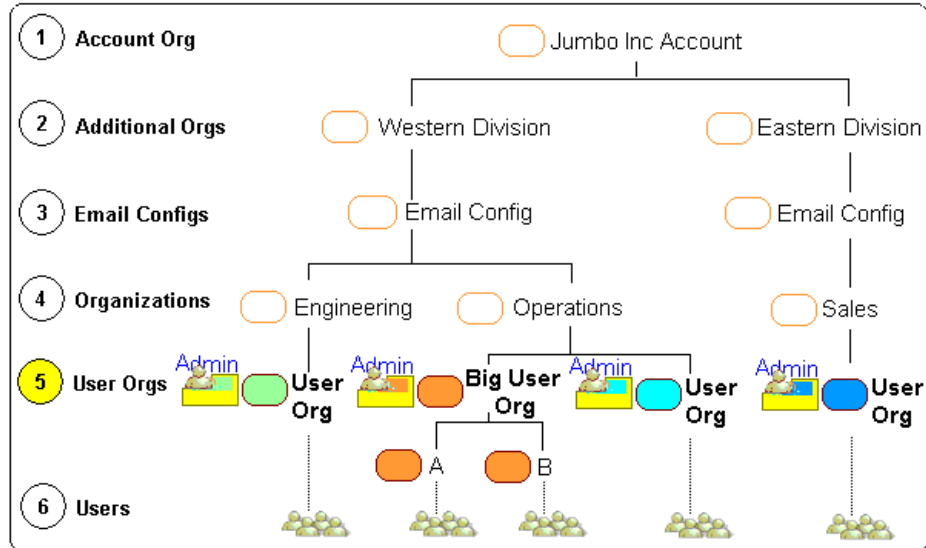 1 Account Org
Jumbo Inc Account
2 Additional Orgs
Western Division
Eastern Division
3 Email Configs
Email Config
Email Config
4 Organizations
Engineering
Operations
Sales
5 User Orgs
Admin
User
Org
Admin
Big User
Org
Admin
User
Org
Admin
User
Org
A
B
6 Users